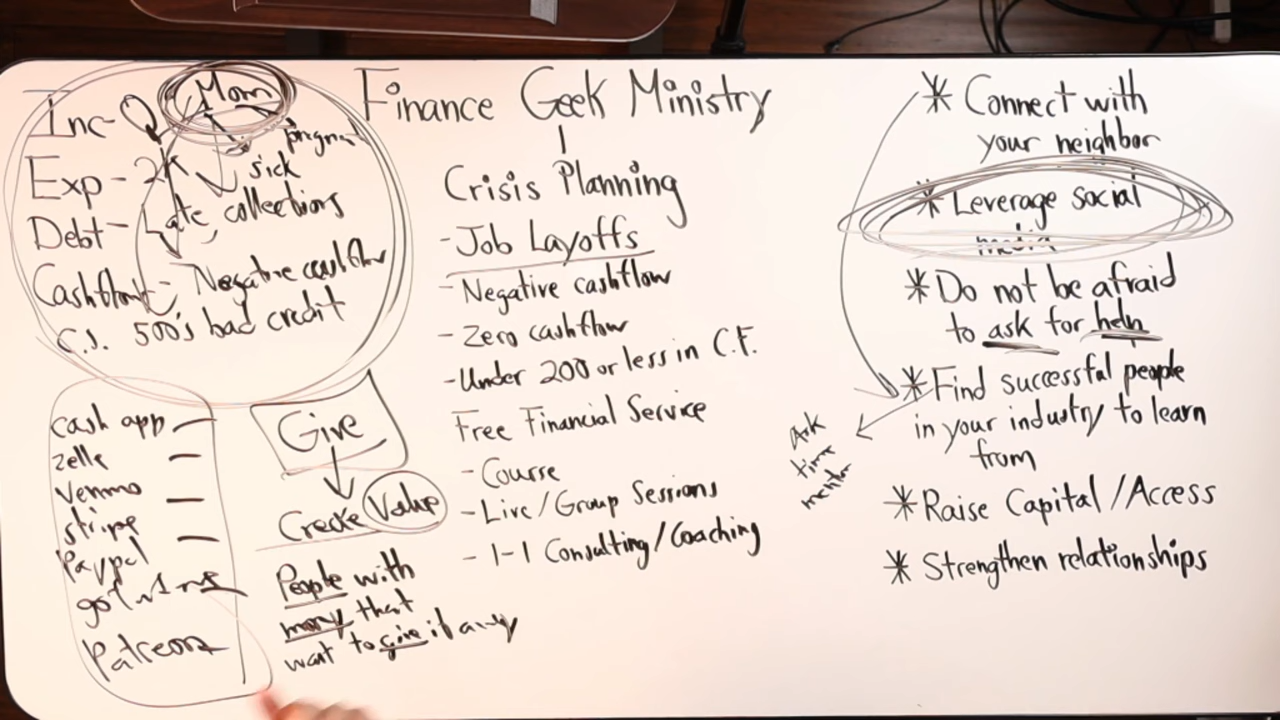 Finance Geek Ministry
Mom
Inc - 0
pregnat
Exp - 2K
sick
Debt - Late, collections
Cashflow - Negative cashflow
C.S. 500's bad credit
cash app
zelle
Venmo
stripe
Paypal
Patreon
Give
Create Value
People with
money that
want to give it away
Crisis Planning
- Job Layoffs
- Negative cashflow
- Zero cashflow
- Under 200 or less in C.F.
Free Financial Service
- Course
- Live/Group Sessions
- 1-1 Consulting/Coaching
* Connect with
your neighbor
* Leverage social
media
* Do not be afraid
to ask for help
* Find successful people
in your industry to learn
from
Ask
time
mentor
* Raise Capital/Access
* Strengthen relationships